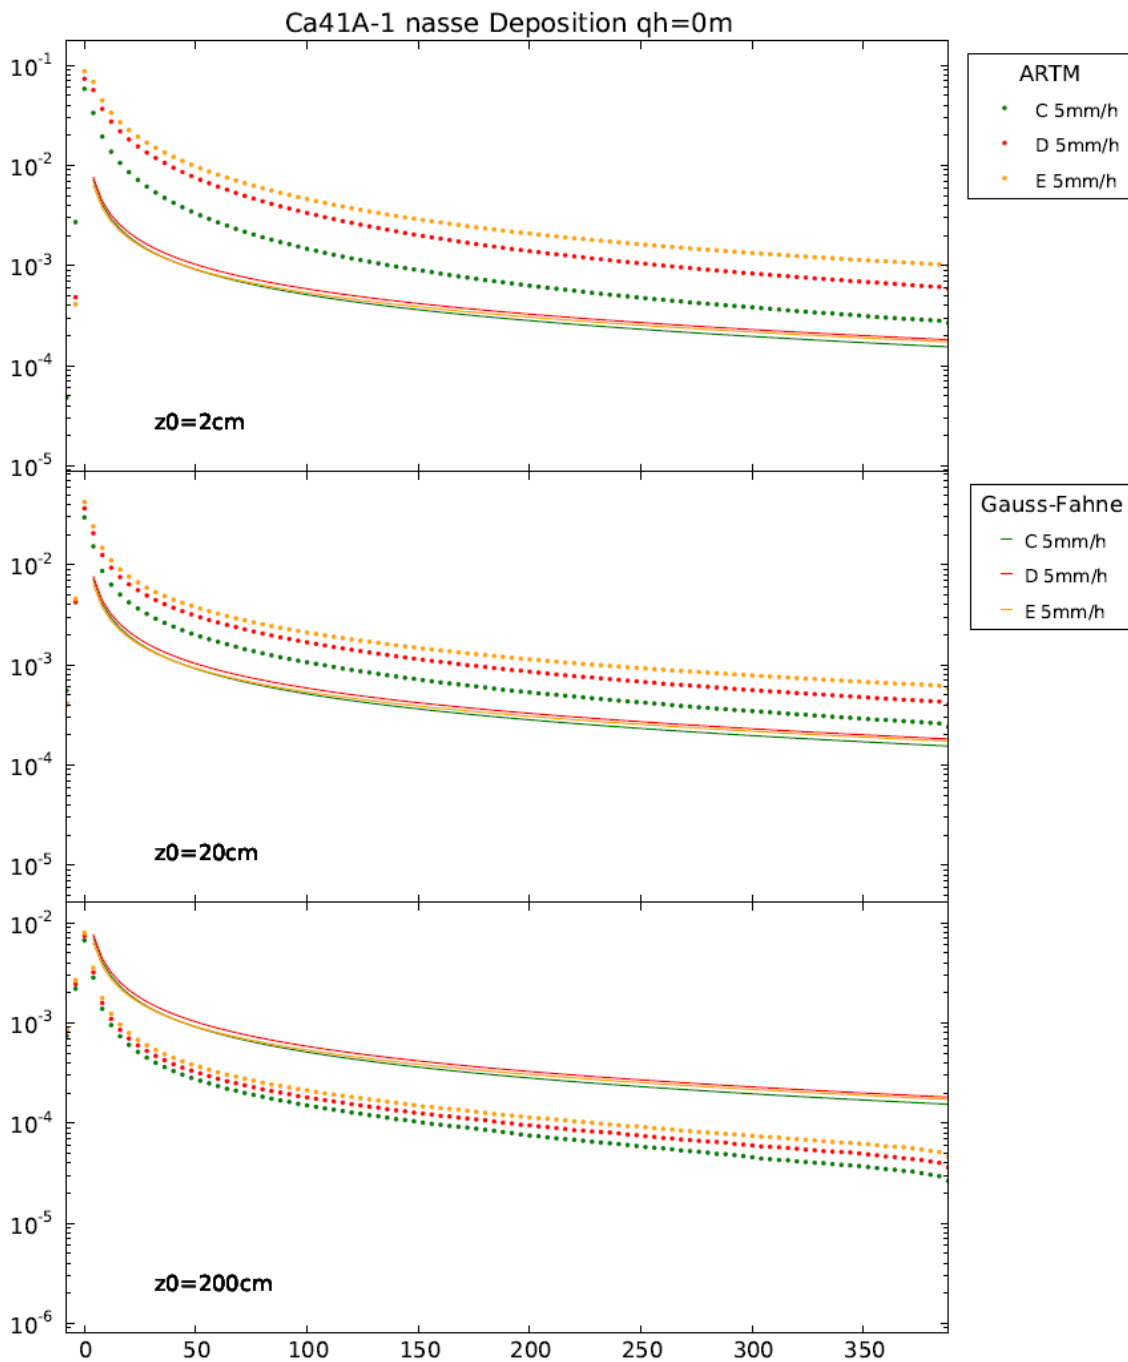 Ca41A-1 nasse Deposition qh=0m
10^-1
10^-2
10^-3
10^-4
10^-5
z0=2cm
ARTM
C 5mm/h
D 5mm/h
E 5mm/h
10^-2
10^-3
10^-4
10^-5
z0=20cm
Gauss-Fahne
C 5mm/h
D 5mm/h
E 5mm/h
10^-2
10^-3
10^-4
10^-5
10^-6
z0=200cm
0 50 100 150 200 250 300 350